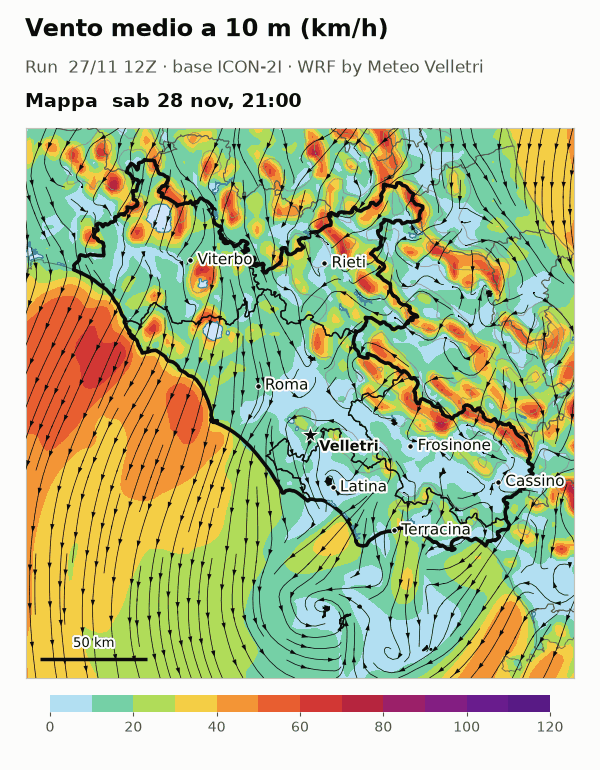 Vento medio a 10 m (km/h)
Run 27/11 12Z · base ICON-2I · WRF by Meteo Velletri
Mappa sab 28 nov, 21:00
Viterbo
Rieti
Roma
Velletri
Frosinone
Latina
Cassino
Terracina
50 km
0 20 40 60 80 100 120